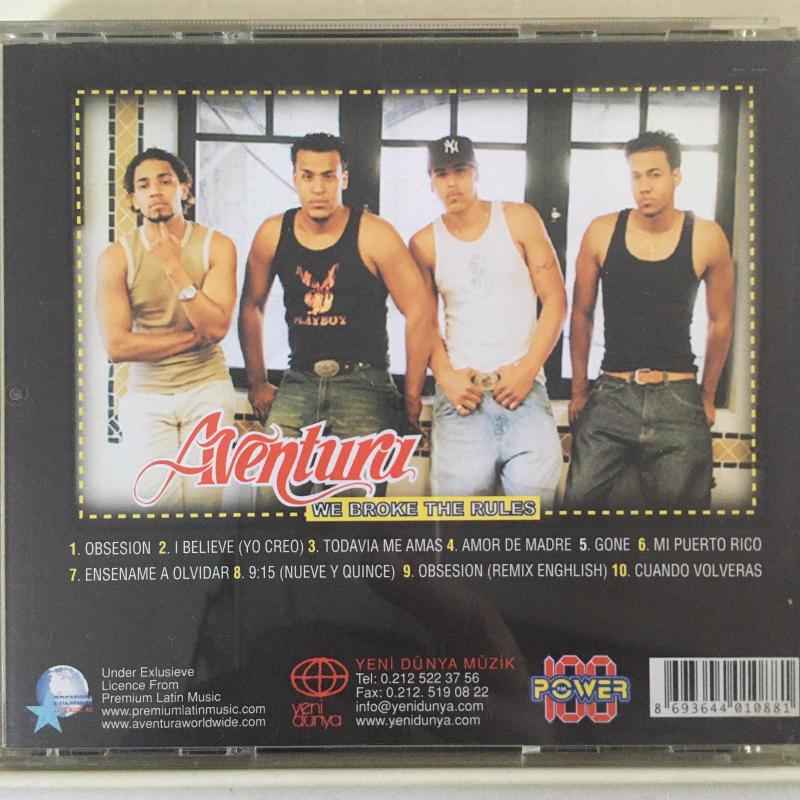 NY
PLAYBOY
Aventura
WE BROKE THE RULES
1. OBSESION 2. I BELIEVE (YO CREO) 3. TODAVIA ME AMAS 4. AMOR DE MADRE 5. GONE 6. MI PUERTO RICO
7. ENSENAME A OLVIDAR 8. 9:15 (NUEVE Y QUINCE) 9. OBSESION (REMIX ENGHLISH) 10. CUANDO VOLVERAS
Under Exlusieve
Licence From
Premium Latin Music
www.premiumlatinmusic.com
www.aventuraworldwide.com
yeni
dünya
YENİ DÜNYA MÜZİK
Tel: 0.212 522 37 56
Fax: 0.212. 519 08 22
info@yenidunya.com
www.yenidunya.com
100
POWER
8 693644 010881